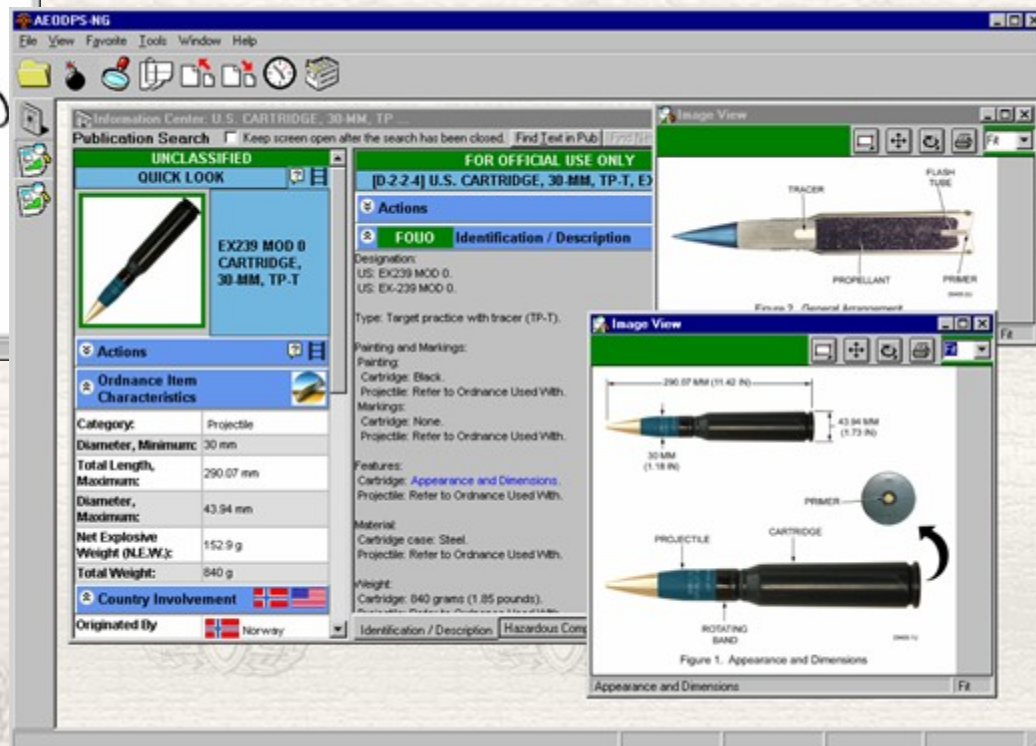 AEODPS-NG
File View Favorite Tools Window Help
Information Center: U.S. CARTRIDGE, 30-MM, TP ...
Publication Search Keep screen open after the search has been closed. Find Text in Pub
UNCLASSIFIED
QUICK LOOK
EX239 MOD 0
CARTRIDGE,
30-MM, TP-T
Actions
Ordnance Item
Characteristics
Category: Projectile
Diameter, Minimum: 30 mm
Total Length,
Maximum: 290.07 mm
Diameter,
Maximum: 43.94 mm
Net Explosive
Weight (N.E.W.): 152.9 g
Total Weight: 840 g
Country Involvement
Originated By Norway
FOR OFFICIAL USE ONLY
[D-2-2-4] U.S. CARTRIDGE, 30-MM, TP-T,
Actions
FOUO Identification / Description
Designation:
US: EX239 MOD 0.
US: EX-239 MOD 0.
Type: Target practice with tracer (TP-T).
Painting and Markings:
Painting:
Cartridge: Black.
Projectile: Refer to Ordnance Used With.
Markings:
Cartridge: None.
Projectile: Refer to Ordnance Used With.
Features:
Cartridge: Appearance and Dimensions.
Projectile: Refer to Ordnance Used With.
Material:
Cartridge case: Steel.
Projectile: Refer to Ordnance Used With.
Weight:
Cartridge: 840 grams (1.85 pounds).
Identification / Description Hazardous
Image View
Fit
TRACER
FLASH
TUBE
PROPELLANT
PRIMER
Figure 2. General Arrangement
Fit
Image View
Fit
290.07 MM (11.42 IN)
43.94 MM
(1.73 IN)
30 MM
(1.18 IN)
PRIMER
PROJECTILE
CARTRIDGE
ROTATING
BAND
Figure 1. Appearance and Dimensions
Appearance and Dimensions Fit